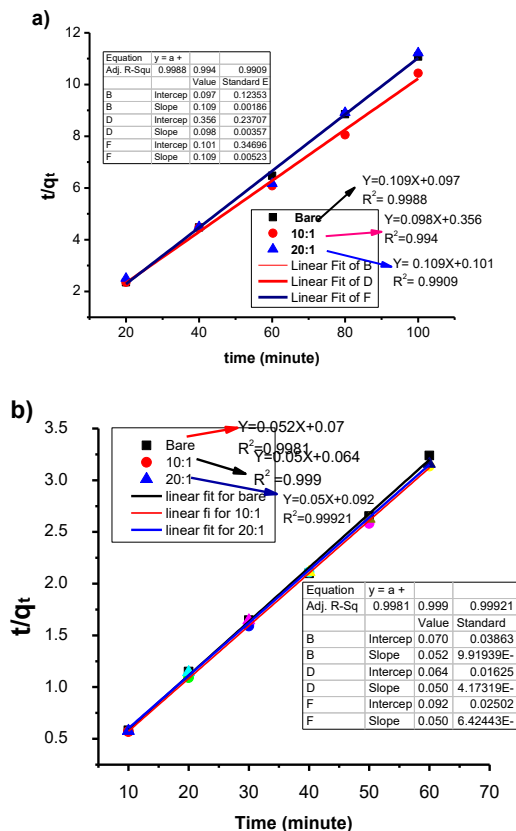 a)
12
10
8
6
4
2
t/qt
20 40 60 80 100
time (minute)
Equation y = a +
Adj. R-Squ 0.9988 0.994 0.9909
Value Standard E
B Intercep 0.097 0.12353
B Slope 0.109 0.00186
D Intercep 0.356 0.23707
D Slope 0.098 0.00357
F Intercep 0.101 0.34696
F Slope 0.109 0.00523
Y=0.109X+0.097
R2= 0.9988
Y=0.098X+0.356
R2= 0.994
Y= 0.109X+0.101
R2= 0.9909
Bare
10:1
20:1
Linear Fit of B
Linear Fit of D
Linear Fit of F
b)
3.5
3.0
2.5
2.0
1.5
1.0
0.5
t/qt
10 20 30 40 50 60 70
Time (minute)
Bare
10:1
20:1
linear fit for bare
linear fi for 10:1
linear fit for 20:1
Y=0.052X+0.07
R2=0.9981
Y=0.05X+0.064
R2 =0.999
Y=0.05X+0.092
R2=0.99921
Equation y = a +
Adj. R-Sq 0.9981 0.999 0.99921
Value Standard
B Intercep 0.070 0.03863
B Slope 0.052 9.91939E-
D Intercep 0.064 0.01625
D Slope 0.050 4.17319E-
F Intercep 0.092 0.02502
F Slope 0.050 6.42443E-